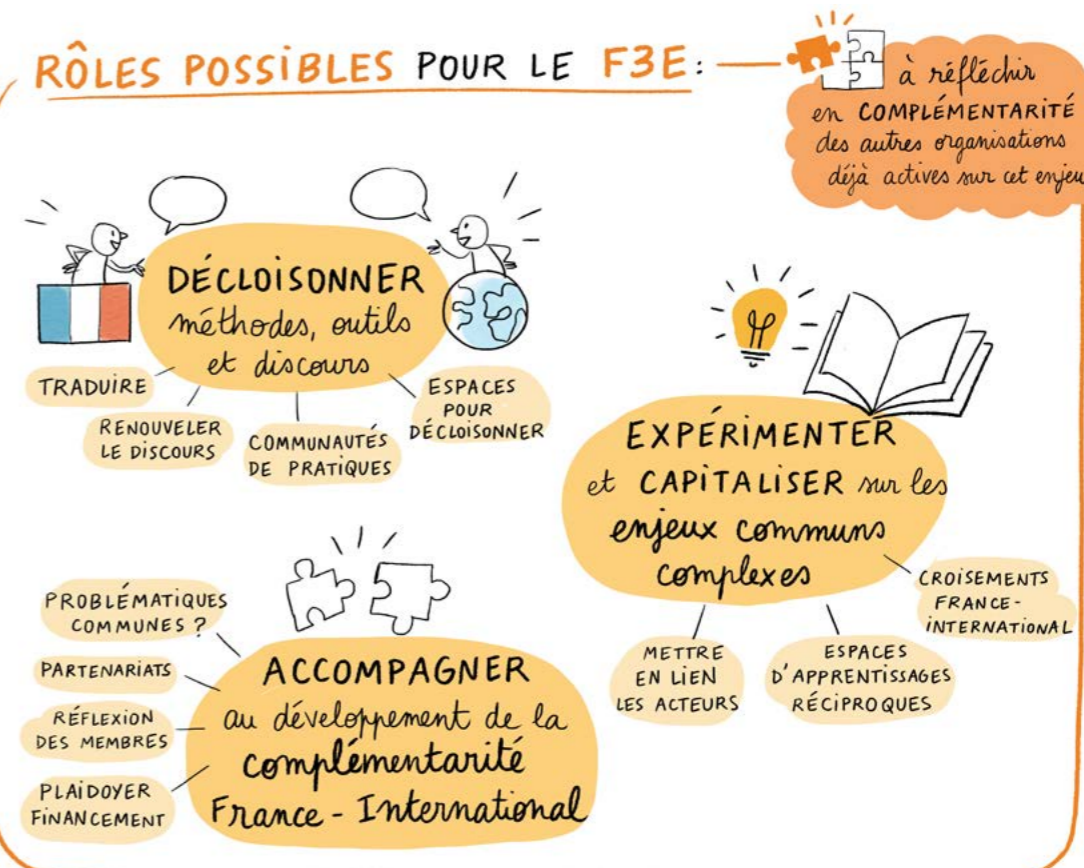 RÔLES POSSIBLES POUR LE F3E :
à réfléchir
en COMPLÉMENTARITÉ
des autres organisations
déjà actives sur cet enjeu
DÉCLOISONNER
méthodes, outils
et discours
TRADUIRE
RENOUVELER
LE DISCOURS
COMMUNAUTÉS
DE PRATIQUES
ESPACES
POUR
DÉCLOISONNER
EXPÉRIMENTER
et CAPITALISER sur les
enjeux communs
complexes
METTRE
EN LIEN
LES ACTEURS
ESPACES
D'APPRENTISSAGES
RÉCIPROQUES
CROISEMENTS
FRANCE-
INTERNATIONAL
ACCOMPAGNER
au développement de la
complémentarité
France - International
PROBLÉMATIQUES
COMMUNES ?
PARTENARIATS
RÉFLEXION
DES MEMBRES
PLAIDOYER
FINANCEMENT